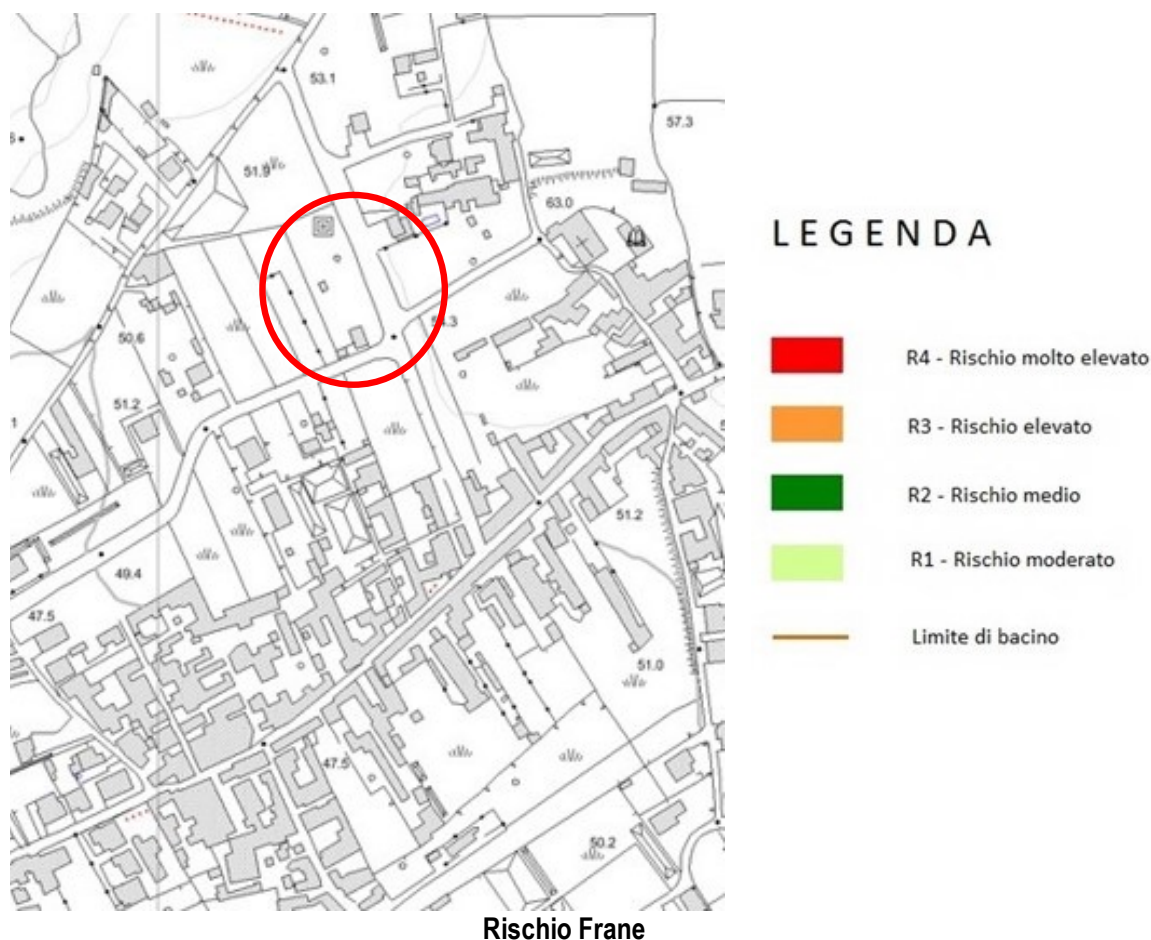 53.1
57.3
51.9
63.0
50.6
51.2
51.2
49.4
47.5
51.0
47.5
50.2
L E G E N D A
R4 - Rischio molto elevato
R3 - Rischio elevato
R2 - Rischio medio
R1 - Rischio moderato
Limite di bacino
Rischio Frane